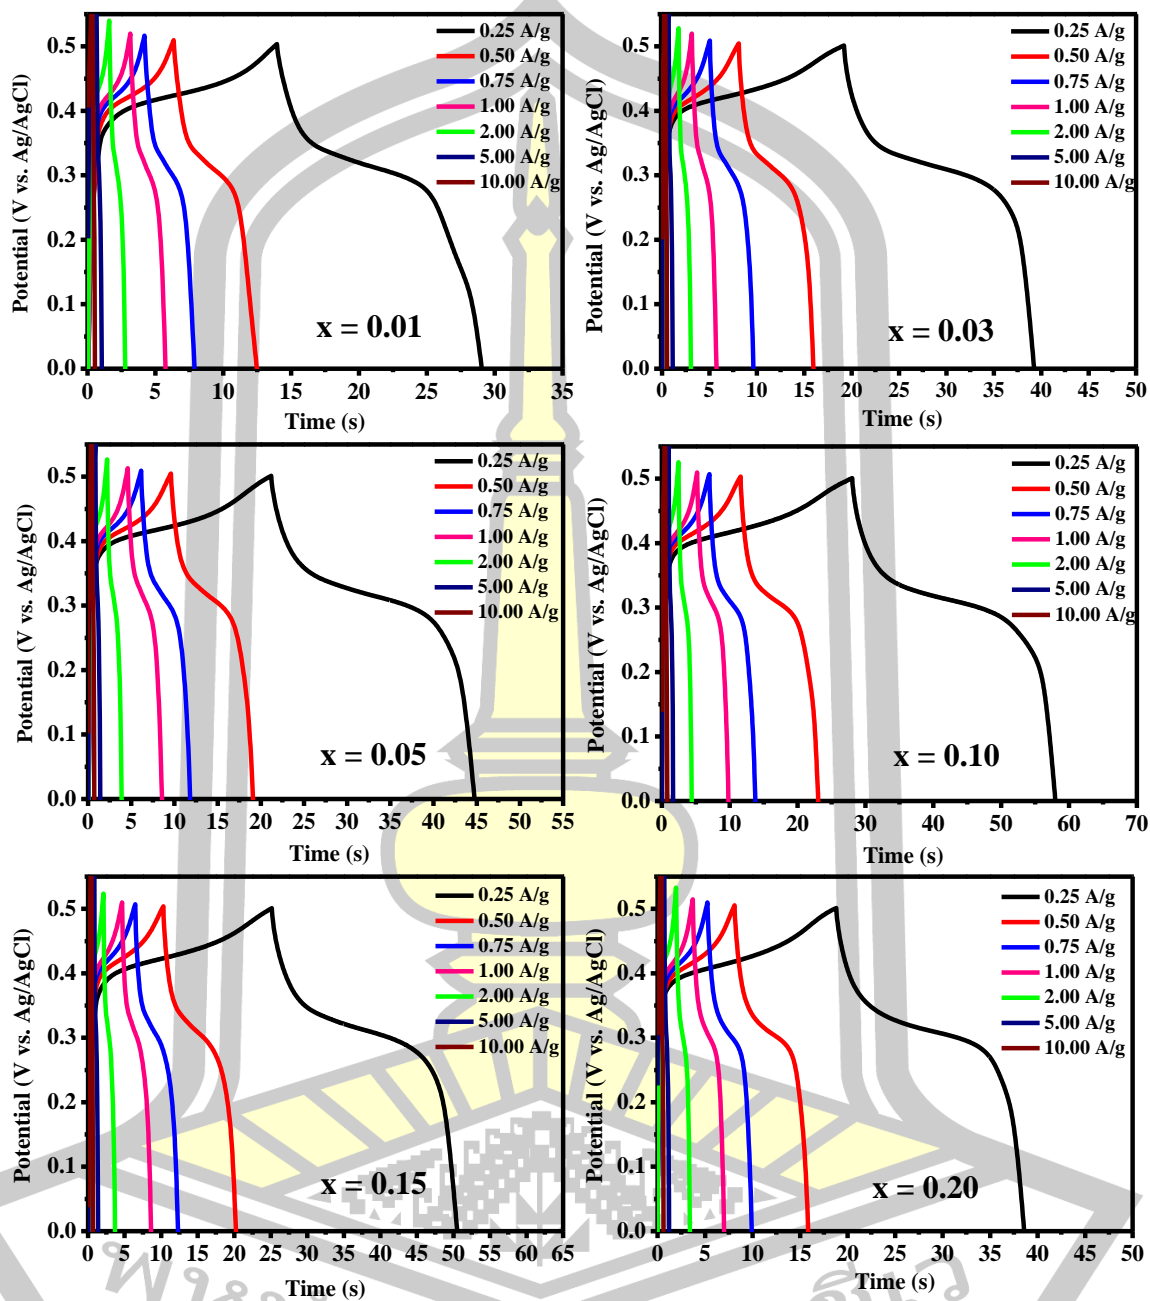 0.5
0.4
0.3
0.2
0.1
0.0
Potential (V vs. Ag/AgCl)
0.25 A/g
0.50 A/g
0.75 A/g
1.00 A/g
2.00 A/g
5.00 A/g
10.00 A/g
x = 0.01
0 5 10 15 20 25 30 35
Time (s)
0.5
0.4
0.3
0.2
0.1
0.0
Potential (V vs. Ag/AgCl)
0.25 A/g
0.50 A/g
0.75 A/g
1.00 A/g
2.00 A/g
5.00 A/g
10.00 A/g
x = 0.03
0 5 10 15 20 25 30 35 40 45 50
Time (s)
0.5
0.4
0.3
0.2
0.1
0.0
Potential (V vs. Ag/AgCl)
0.25 A/g
0.50 A/g
0.75 A/g
1.00 A/g
2.00 A/g
5.00 A/g
10.00 A/g
x = 0.05
0 5 10 15 20 25 30 35 40 45 50 55
Time (s)
0.5
0.4
0.3
0.2
0.1
0.0
Potential (V vs. Ag/AgCl)
0.25 A/g
0.50 A/g
0.75 A/g
1.00 A/g
2.00 A/g
5.00 A/g
10.00 A/g
x = 0.10
0 10 20 30 40 50 60 70
Time (s)
0.5
0.4
0.3
0.2
0.1
0.0
Potential (V vs. Ag/AgCl)
0.25 A/g
0.50 A/g
0.75 A/g
1.00 A/g
2.00 A/g
5.00 A/g
10.00 A/g
x = 0.15
0 5 10 15 20 25 30 35 40 45 50 55 60 65
Time (s)
0.5
0.4
0.3
0.2
0.1
0.0
Potential (V vs. Ag/AgCl)
0.25 A/g
0.50 A/g
0.75 A/g
1.00 A/g
2.00 A/g
5.00 A/g
10.00 A/g
x = 0.20
0 5 10 15 20 25 30 35 40 45 50
Time (s)